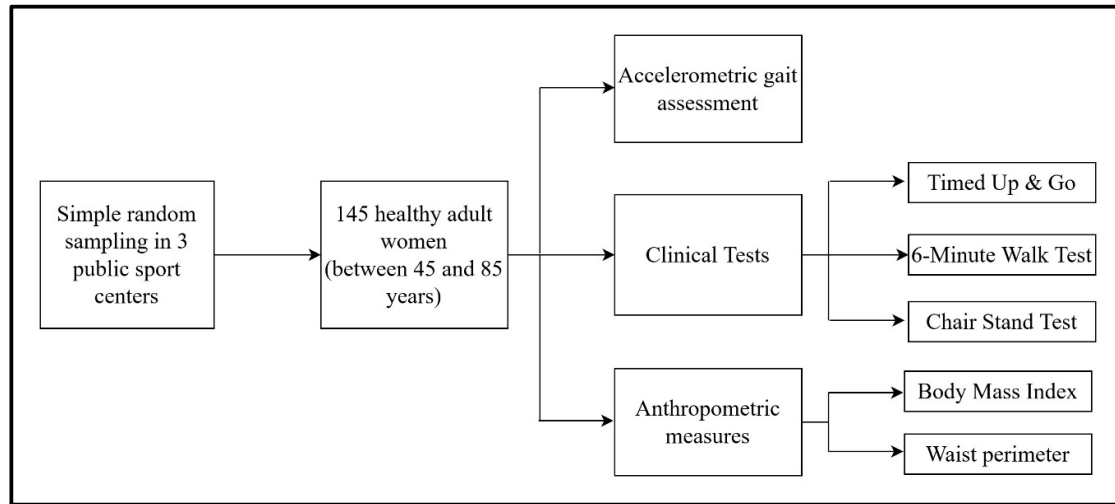 Simple random
sampling in 3
public sport
centers
145 healthy adult
women
(between 45 and 85
years)
Accelerometric gait
assessment
Clinical Tests
Anthropometric
measures
Timed Up & Go
6-Minute Walk Test
Chair Stand Test
Body Mass Index
Waist perimeter